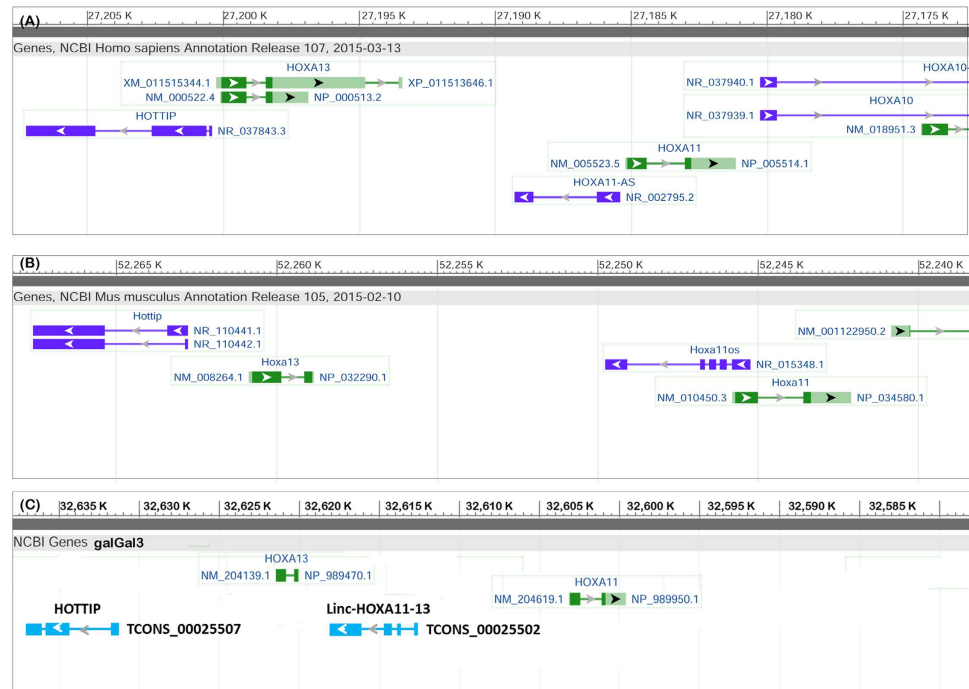 (A)
27,205 K 27,200 K 27,195 K 27,190 K 27,185 K 27,180 K 27,175 K
Genes, NCBI Homo sapiens Annotation Release 107, 2015-03-13
HOXA13 HOXA10-
XM_011515344.1 XP_011513646.1 NR_037940.1
NM_000522.4 NP_000513.2 HOXA10
HOTTIP NR_037939.1
NR_037843.3 NM_018951.3
HOXA11
NM_005523.5 NP_005514.1
HOXA11-AS
NR_002795.2
(B)
52,265 K 52,260 K 52,255 K 52,250 K 52,245 K 52,240 K
Genes, NCBI Mus musculus Annotation Release 105, 2015-02-10
Hottip
NR_110441.1 NM_001122950.2
NR_110442.1
Hoxa11os
Hoxa13 NR_015348.1
NM_008264.1 NP_032290.1 Hoxa11
NM_010450.3 NP_034580.1
(C)
32,635 K 32,630 K 32,625 K 32,620 K 32,615 K 32,610 K 32,605 K 32,600 K 32,595 K 32,590 K 32,585 K
NCBI Genes galGal3
HOXA13
NM_204139.1 NP_989470.1
HOXA11
NM_204619.1 NP_989950.1
HOTTIP Linc-HOXA11-13
TCONS_00025507 TCONS_00025502